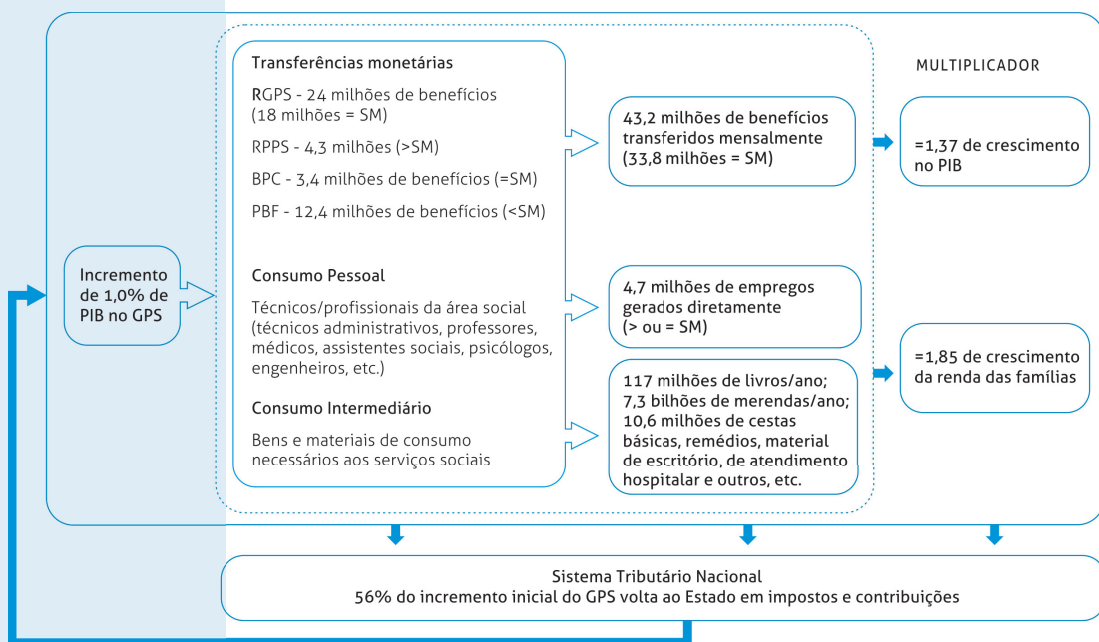 Incremento
de 1,0% de
PIB no GPS
Transferências monetárias
RGPS - 24 milhões de benefícios
(18 milhões = SM)
RPPS - 4,3 milhões (>SM)
BPC - 3,4 milhões de benefícios (=SM)
PBF - 12,4 milhões de benefícios (<SM)
Consumo Pessoal
Técnicos/profissionais da área social
(técnicos administrativos, professores,
médicos, assistentes sociais, psicólogos,
engenheiros, etc.)
Consumo Intermediário
Bens e materiais de consumo
necessários aos serviços sociais
43,2 milhões de benefícios
transferidos mensalmente
(33,8 milhões = SM)
4,7 milhões de empregos
gerados diretamente
(> ou = SM)
117 milhões de livros/ano;
7,3 bilhões de merendas/ano;
10,6 milhões de cestas
básicas, remédios, material
de escritório, de atendimento
hospitalar e outros, etc.
MULTIPLICADOR
=1,37 de crescimento
no PIB
=1,85 de crescimento
da renda das famílias
Sistema Tributário Nacional
56% do incremento inicial do GPS volta ao Estado em impostos e contribuições